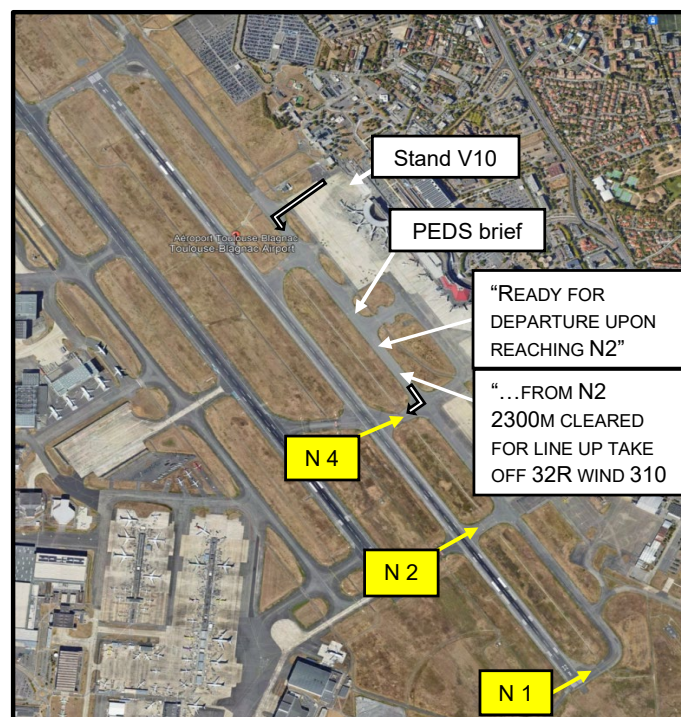 Stand V10
PEDS brief
Aéroport Toulouse-Blagnac
Toulouse-Blagnac Airport
“READY FOR
DEPARTURE UPON
REACHING N2”
“…FROM N2
2300M CLEARED
FOR LINE UP TAKE
OFF 32R WIND 310
N 4
N 2
N 1